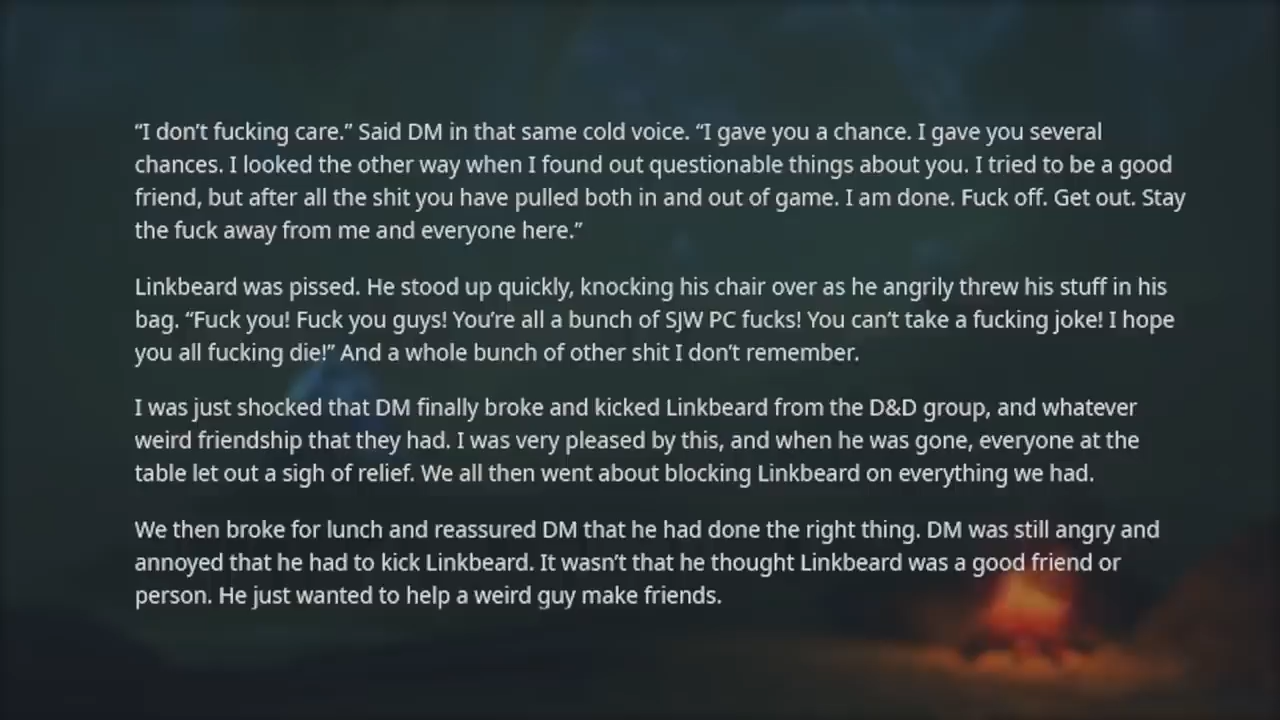 “I don’t fucking care.” Said DM in that same cold voice. “I gave you a chance. I gave you several
chances. I looked the other way when I found out questionable things about you. I tried to be a good
friend, but after all the shit you have pulled both in and out of game. I am done. Fuck off. Get out. Stay
the fuck away from me and everyone here.”
Linkbeard was pissed. He stood up quickly, knocking his chair over as he angrily threw his stuff in his
bag. “Fuck you! Fuck you guys! You’re all a bunch of SJW PC fucks! You can’t take a fucking joke! I hope
you all fucking die!” And a whole bunch of other shit I don’t remember.
I was just shocked that DM finally broke and kicked Linkbeard from the D&D group, and whatever
weird friendship that they had. I was very pleased by this, and when he was gone, everyone at the
table let out a sigh of relief. We all then went about blocking Linkbeard on everything we had.
We then broke for lunch and reassured DM that he had done the right thing. DM was still angry and
annoyed that he had to kick Linkbeard. It wasn’t that he thought Linkbeard was a good friend or
person. He just wanted to help a weird guy make friends.